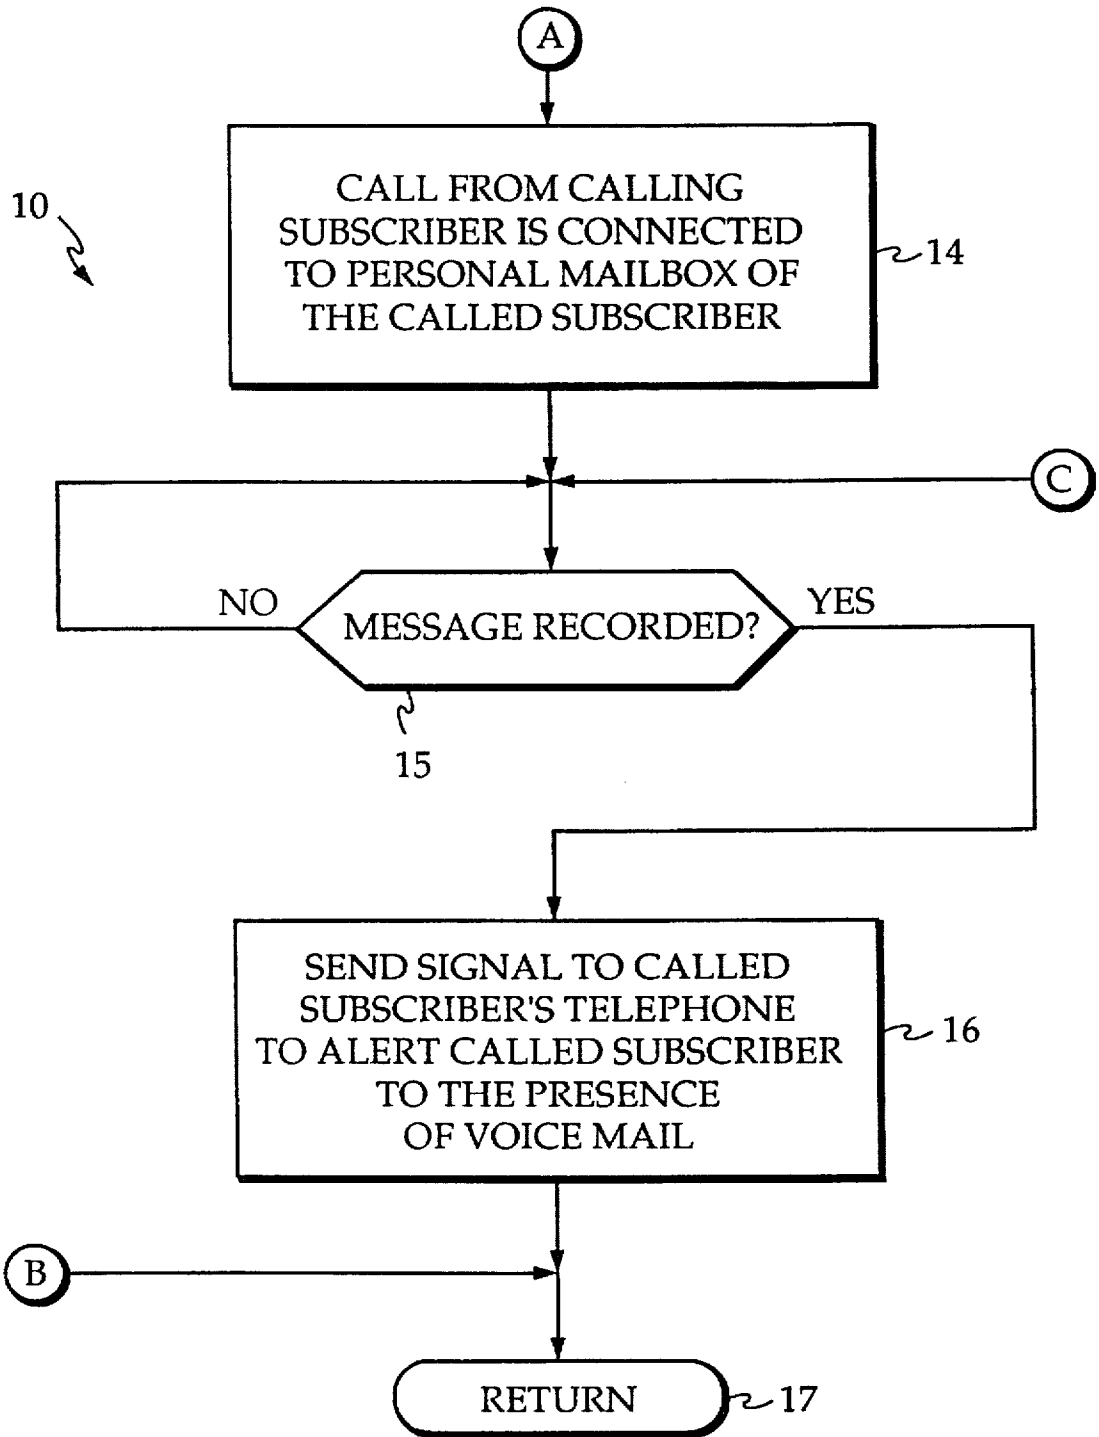 A
CALL FROM CALLING
SUBSCRIBER IS CONNECTED
TO PERSONAL MAILBOX OF
THE CALLED SUBSCRIBER
10
14
C
NO
MESSAGE RECORDED?
YES
15
SEND SIGNAL TO CALLED
SUBSCRIBER'S TELEPHONE
TO ALERT CALLED SUBSCRIBER
TO THE PRESENCE
OF VOICE MAIL
16
B
RETURN
17